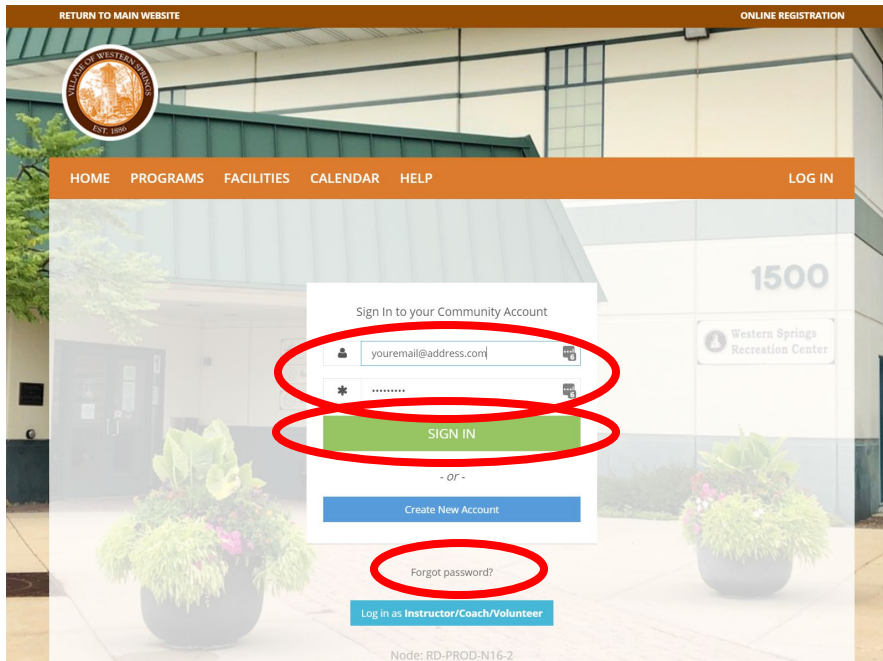 RETURN TO MAIN WEBSITE
ONLINE REGISTRATION
VILLAGE OF WESTERN SPRINGS
EST. 1886
HOME PROGRAMS FACILITIES CALENDAR HELP LOG IN
1500
Western Springs
Recreation Center
Sign In to your Community Account
youremail@address.com
6
•••••••••
6
SIGN IN
- or -
Create New Account
Forgot password?
Log in as Instructor/Coach/Volunteer
Node: RD-PROD-N16-2